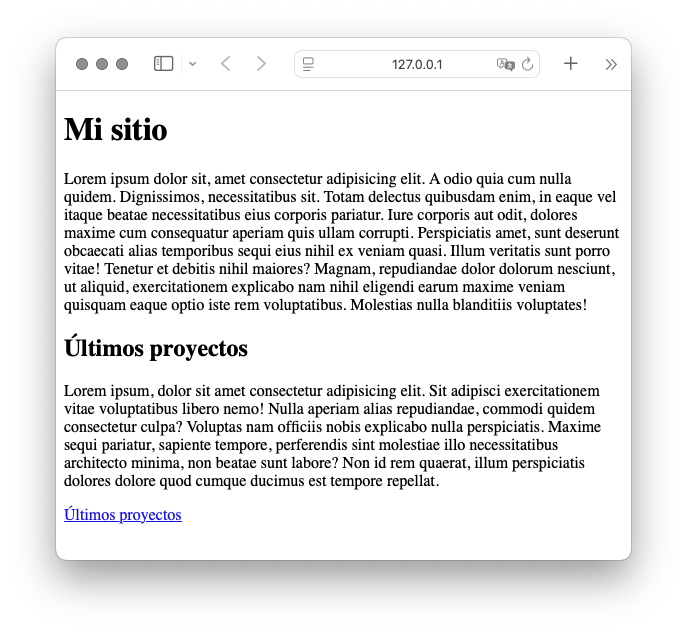 127.0.0.1
Mi sitio
Lorem ipsum dolor sit, amet consectetur adipisicing elit. A odio quia cum nulla
quidem. Dignissimos, necessitatibus sit. Totam delectus quibusdam enim, in eaque vel
itaque beatae necessitatibus eius corporis pariatur. Iure corporis aut odit, dolores
maxime cum consequatur aperiam quis ullam corrupti. Perspiciatis amet, sunt deserunt
obcaecati alias temporibus sequi eius nihil ex veniam quasi. Illum veritatis sunt porro
vitae! Tenetur et debitis nihil maiores? Magnam, repudiandae dolor dolorum nesciunt,
ut aliquid, exercitationem explicabo nam nihil eligendi earum maxime veniam
quisquam eaque optio iste rem voluptatibus. Molestias nulla blanditiis voluptates!
Últimos proyectos
Lorem ipsum, dolor sit amet consectetur adipisicing elit. Sit adipisci exercitationem
vitae voluptatibus libero nemo! Nulla aperiam alias repudiandae, commodi quidem
consectetur culpa? Voluptas nam officiis nobis explicabo nulla perspiciatis. Maxime
sequi pariatur, sapiente tempore, perferendis sint molestiae illo necessitatibus
architecto minima, non beatae sunt labore? Non id rem quaerat, illum perspiciatis
dolores dolore quod cumque ducimus est tempore repellat.
Últimos proyectos